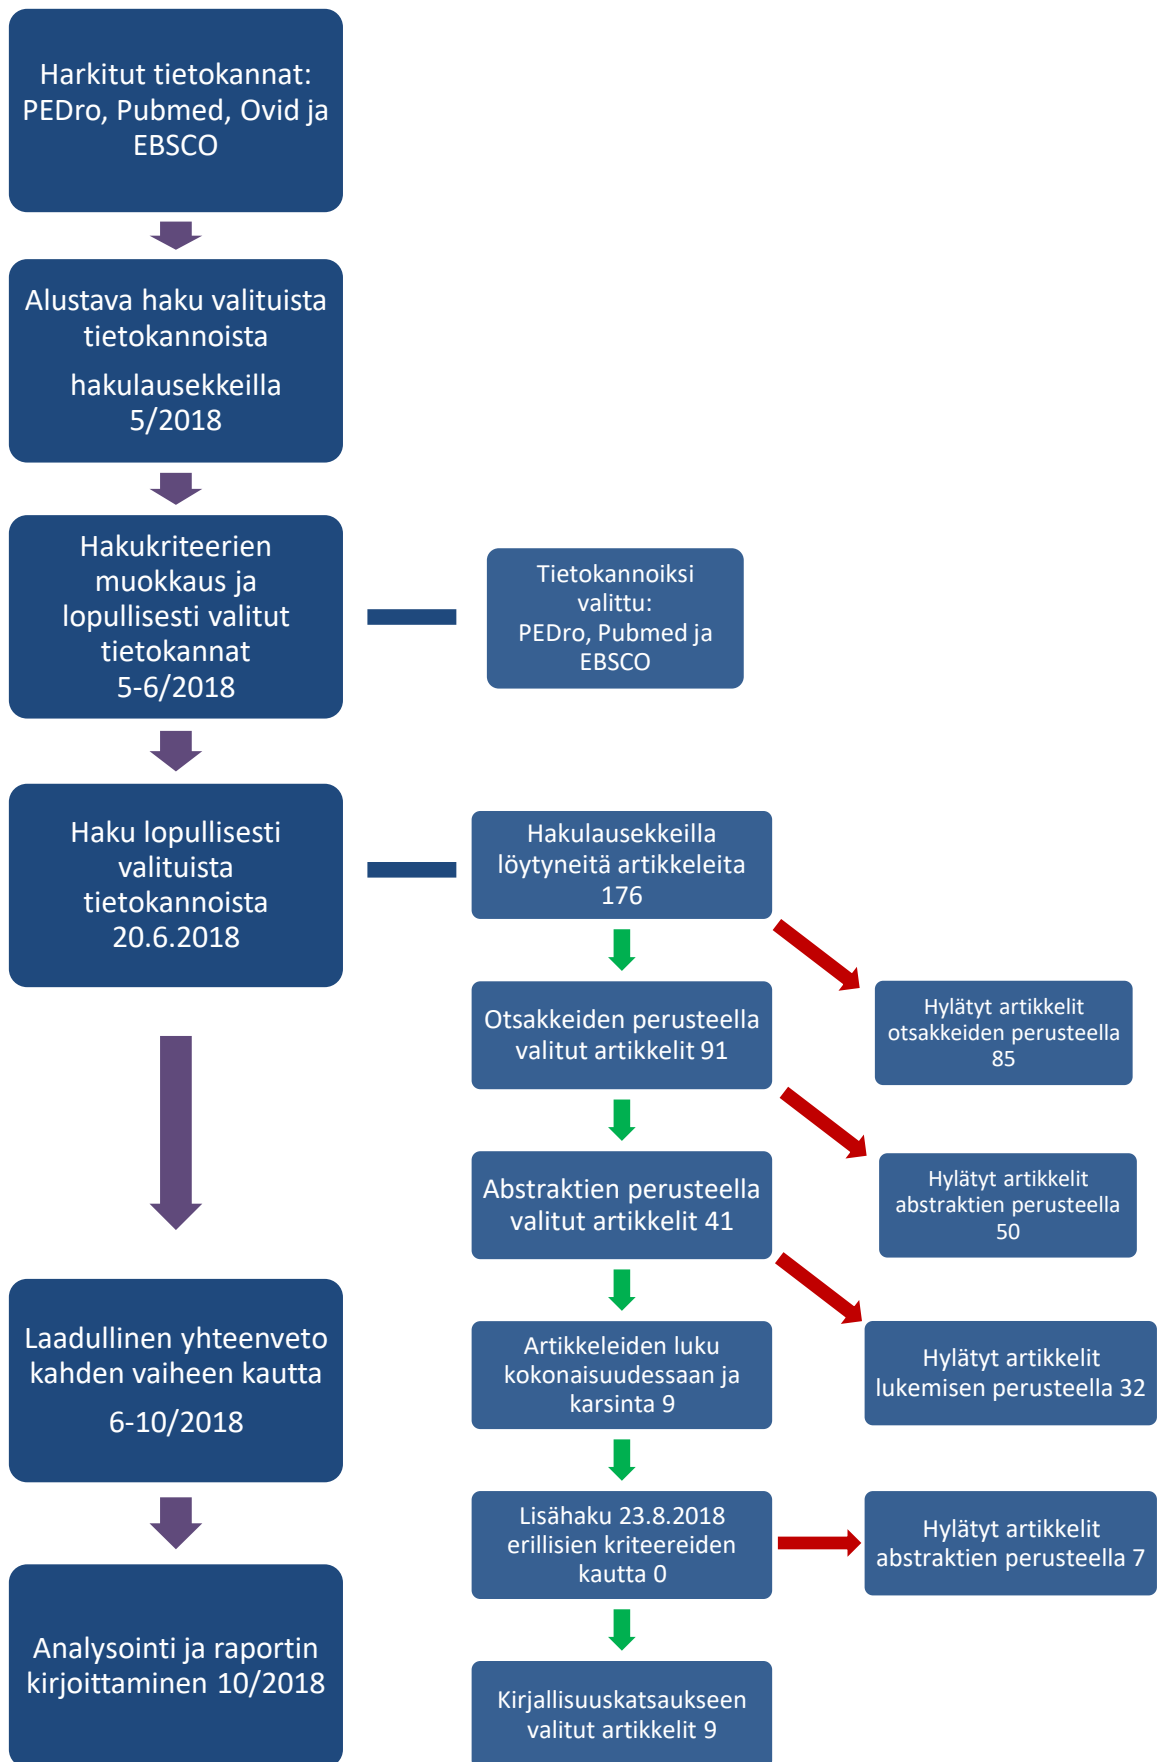 Harkitut tietokannat:
PEDro, Pubmed, Ovid ja
EBSCO
Alustava haku valituista
tietokannoista
hakulausekkeilla
5/2018
Hakukriteerien
muokkaus ja
lopullisesti valitut
tietokannat
5-6/2018
Tietokannoiksi
valittu:
PEDro, Pubmed ja
EBSCO
Haku lopullisesti
valituista
tietokannoista
20.6.2018
Hakulausekkeilla
löytyneitä artikkeleita
176
Otsakkeiden perusteella
valitut artikkelit 91
Hylätyt artikkelit
otsakkeiden perusteella
85
Abstraktien perusteella
valitut artikkelit 41
Hylätyt artikkelit
abstraktien perusteella
50
Laadullinen yhteenveto
kahden vaiheen kautta
6-10/2018
Artikkeleiden luku
kokonaisuudessaan ja
karsinta 9
Hylätyt artikkelit
lukemisen perusteella 32
Lisähaku 23.8.2018
erillisien kriteereiden
kautta 0
Hylätyt artikkelit
abstraktien perusteella 7
Analysointi ja raportin
kirjoittaminen 10/2018
Kirjallisuuskatsaukseen
valitut artikkelit 9